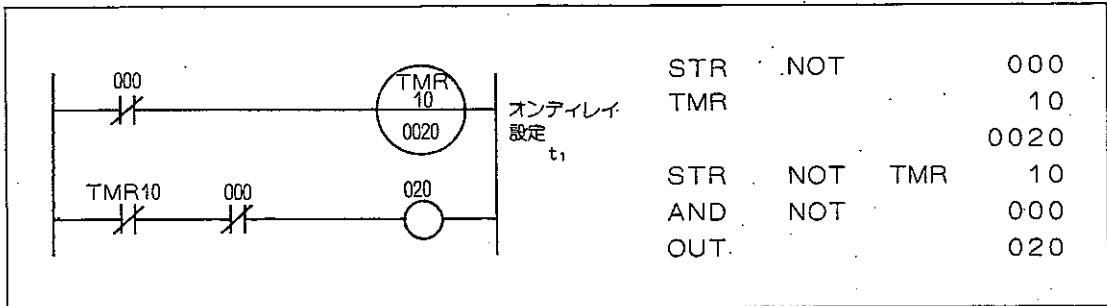 000
TMR
10
0020
オンディレイ
設定
t₁
TMR10 000 020
STR NOT 000
TMR 10
0020
STR NOT TMR 10
AND NOT 000
OUT 020